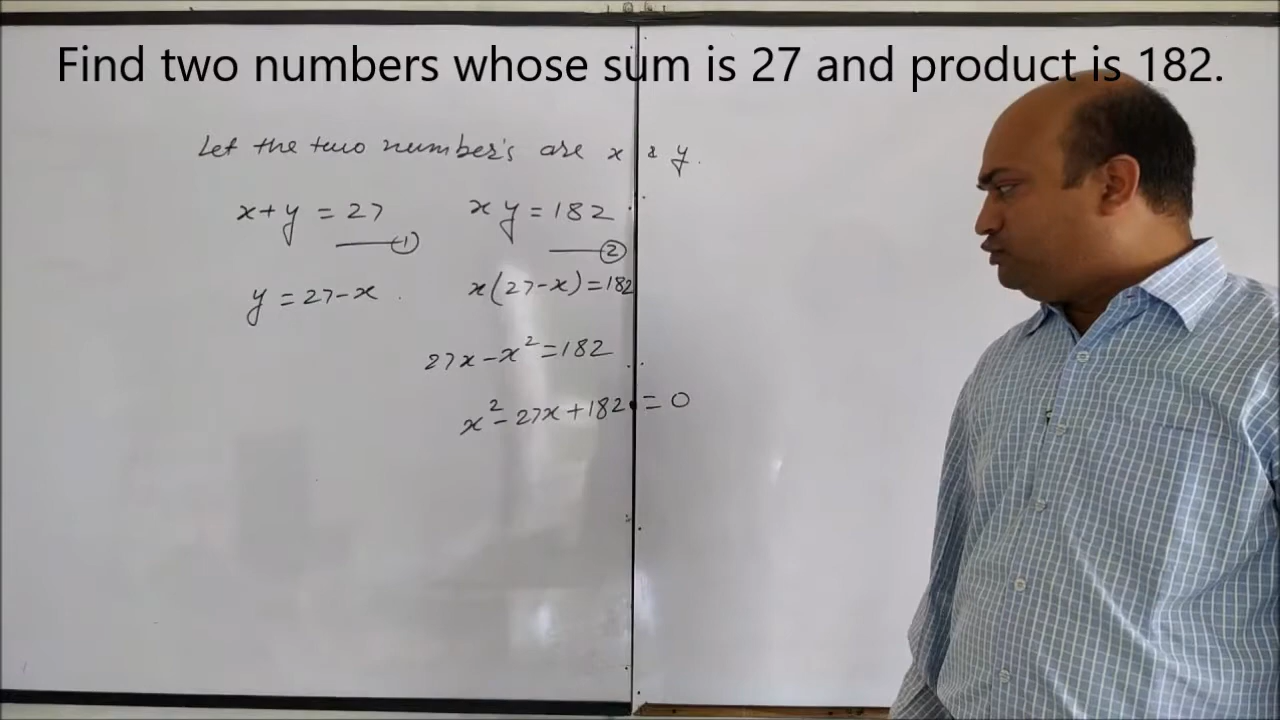 Find two numbers whose sum is 27 and product is 182.
Let the two number's are x & y.
x+y = 27 —①
x y = 182 —②
y = 27-x .
x(27-x)=182
27x-x²=182
x²-27x+182=0